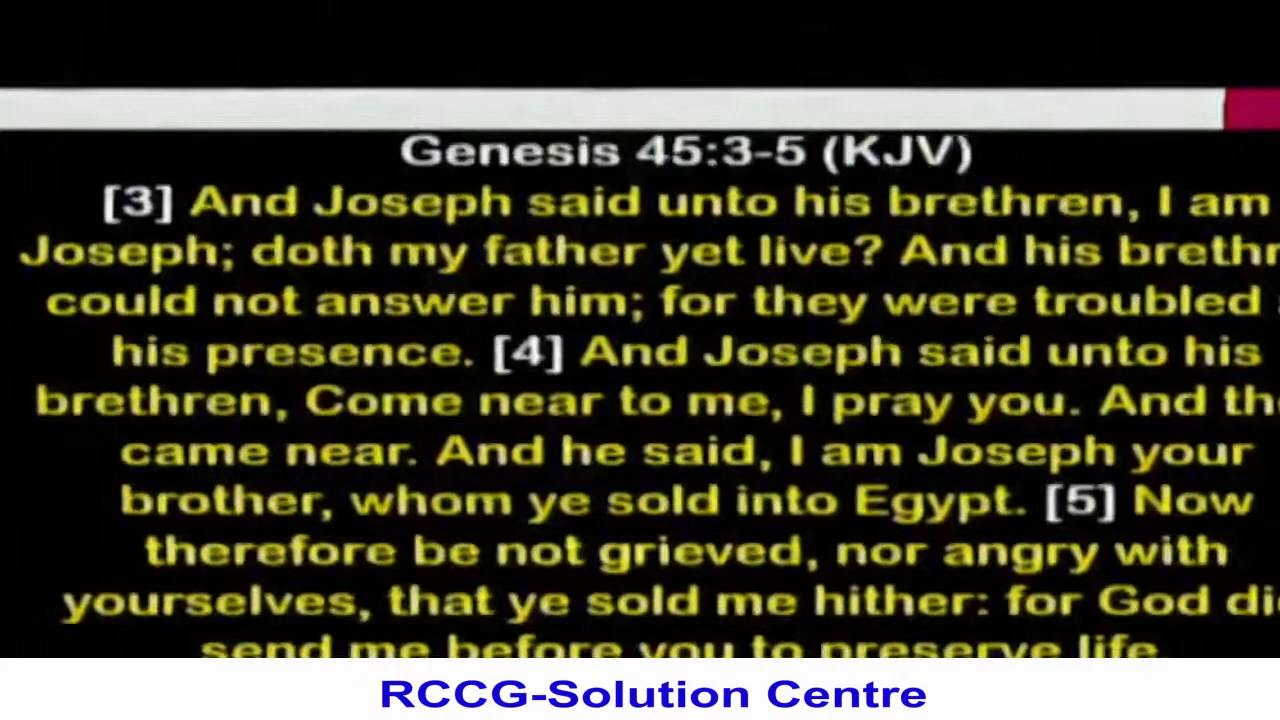 Genesis 45:3-5 (KJV)
[3] And Joseph said unto his brethren, I am
Joseph; doth my father yet live? And his brethr
could not answer him; for they were troubled
his presence. [4] And Joseph said unto his
brethren, Come near to me, I pray you. And the
came near. And he said, I am Joseph your
brother, whom ye sold into Egypt. [5] Now
therefore be not grieved, nor angry with
yourselves, that ye sold me hither: for God di
send me before you to preserve life.
RCCG-Solution Centre